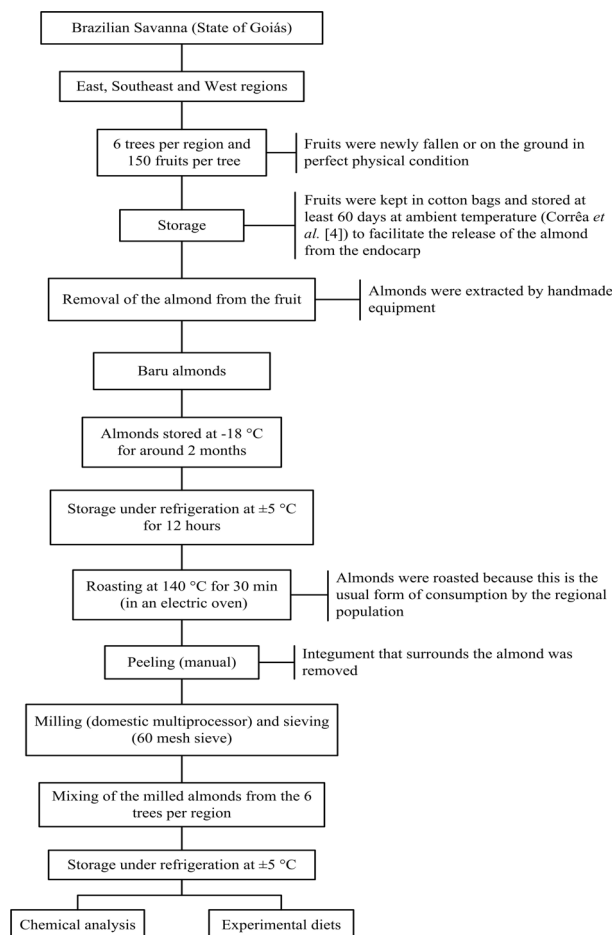 Brazilian Savanna (State of Goiás)
East, Southeast and West regions
6 trees per region and
150 fruits per tree
Fruits were newly fallen or on the ground in
perfect physical condition
Storage
Fruits were kept in cotton bags and stored at
least 60 days at ambient temperature (Corrêa et
al. [4]) to facilitate the release of the almond
from the endocarp
Removal of the almond from the fruit
Almonds were extracted by handmade
equipment
Baru almonds
Almonds stored at -18 °C
for around 2 months
Storage under refrigeration at ±5 °C
for 12 hours
Roasting at 140 °C for 30 min
(in an electric oven)
Almonds were roasted because this is the
usual form of consumption by the regional
population
Peeling (manual)
Integument that surrounds the almond was
removed
Milling (domestic multiprocessor) and sieving
(60 mesh sieve)
Mixing of the milled almonds from the 6
trees per region
Storage under refrigeration at ±5 °C
Chemical analysis
Experimental diets